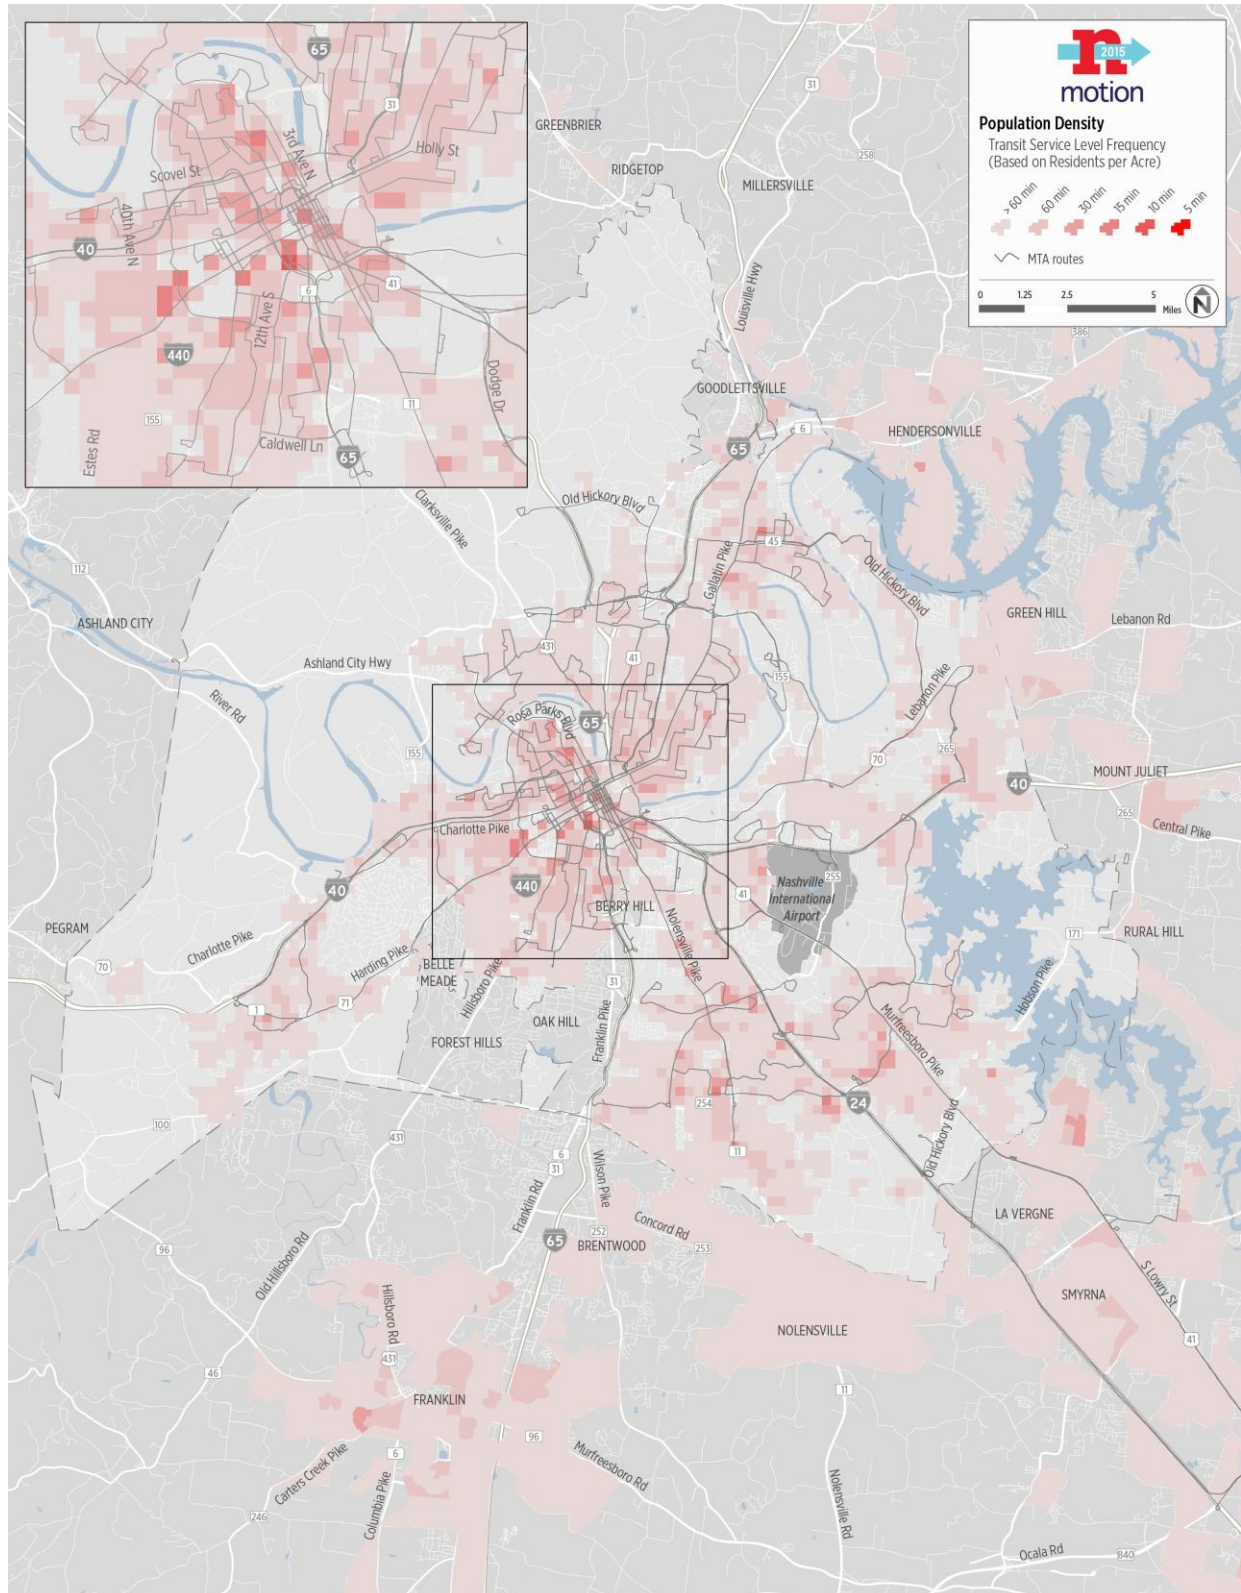 65
31
3rd Ave N
Holly St
Scovel St
40th Ave N
40
6
41
12th Ave S
440
155
11
Dodge Dr
Estes Rd
Caldwell Ln
65
n
2015
motion
Population Density
Transit Service Level Frequency
(Based on Residents per Acre)
> 60 min
60 min
30 min
15 min
10 min
5 min
MTA routes
0
1.25
2.5
5
Miles
N
31
GREENBRIER
258
RIDGETOP
MILLERSVILLE
Louisville Hwy
386
GOODLETTSVILLE
6
HENDERSONVILLE
65
Clarksville Pike
Old Hickory Blvd
45
Gallatin Pike
Old Hickory Blvd
112
ASHLAND CITY
GREEN HILL
Lebanon Rd
431
41
Ashland City Hwy
155
River Rd
Lebanon Pike
Rosa Parks Blvd
65
155
265
70
MOUNT JULIET
40
265
Central Pike
Charlotte Pike
40
440
Nashville
International
Airport
255
41
BERRY HILL
Nolensville Pike
PEGRAM
70
Charlotte Pike
Harding Pike
BELLE
MEADE
Hillsboro Pike
171
RURAL HILL
Hobson Pike
31
1
71
OAK HILL
FOREST HILLS
Franklin Pike
Murfreesboro Pike
254
24
100
431
11
Old Hickory Blvd
6
31
Wilson Pike
Franklin Rd
Concord Rd
252
253
BRENTWOOD
65
LA VERGNE
96
Old Hillsboro Rd
Hillsboro Rd
SMYRNA
S Lowry St
NOLENSVILLE
41
431
46
FRANKLIN
11
96
6
Carters Creek Pike
Columbia Pike
Murfreesboro Rd
Nolensville Rd
246
Ocala Rd
840